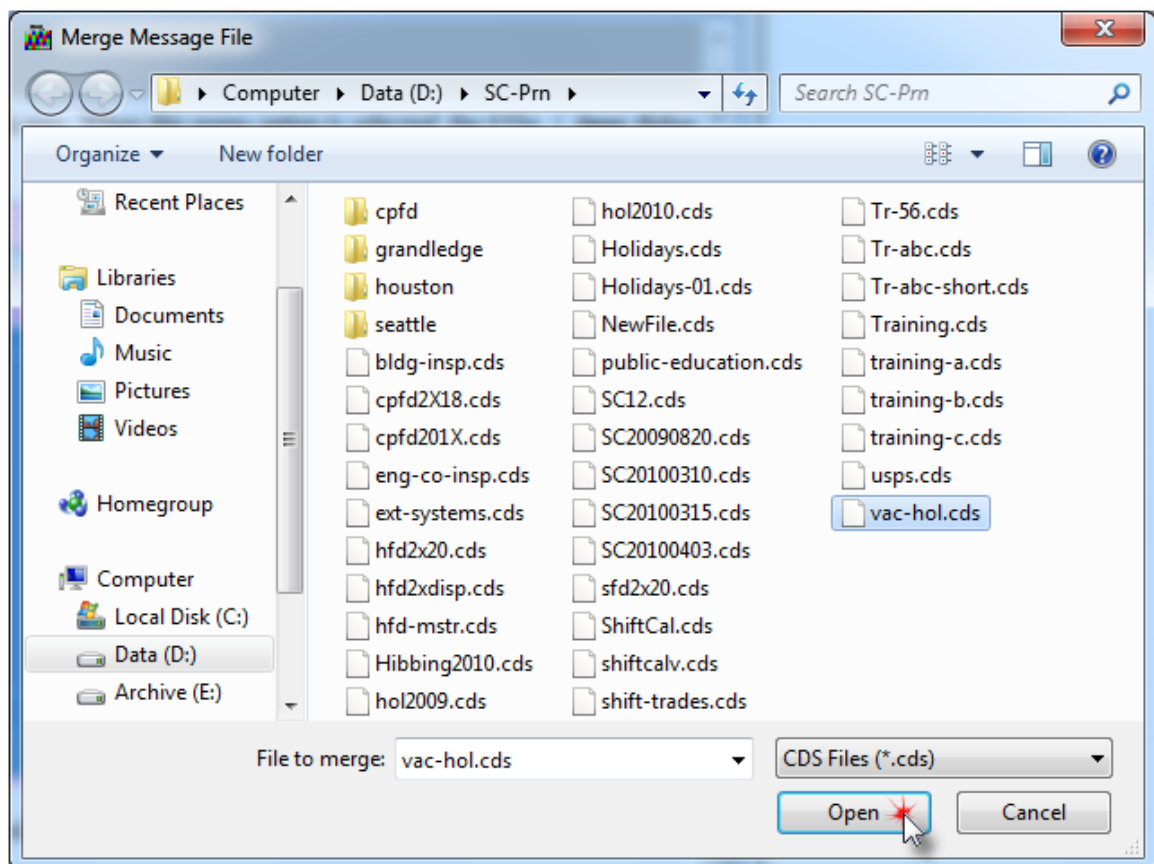 Merge Message File
Computer Data (D:) SC-Prn
Search SC-Prn
Organize New folder
Recent Places
Libraries
Documents
Music
Pictures
Videos
Homegroup
Computer
Local Disk (C:)
Data (D:)
Archive (E:)
cpfd
grandledge
houston
seattle
bldg-insp.cds
cpfd2X18.cds
cpfd201X.cds
eng-co-insp.cds
ext-systems.cds
hfd2x20.cds
hfd2xdisp.cds
hfd-mstr.cds
Hibbing2010.cds
hol2009.cds
hol2010.cds
Holidays.cds
Holidays-01.cds
NewFile.cds
public-education.cds
SC12.cds
SC20090820.cds
SC20100310.cds
SC20100315.cds
SC20100403.cds
sfd2x20.cds
ShiftCal.cds
shiftcalv.cds
shift-trades.cds
Tr-56.cds
Tr-abc.cds
Tr-abc-short.cds
Training.cds
training-a.cds
training-b.cds
training-c.cds
usps.cds
vac-hol.cds
File to merge: vac-hol.cds
CDS Files (*.cds)
Open Cancel